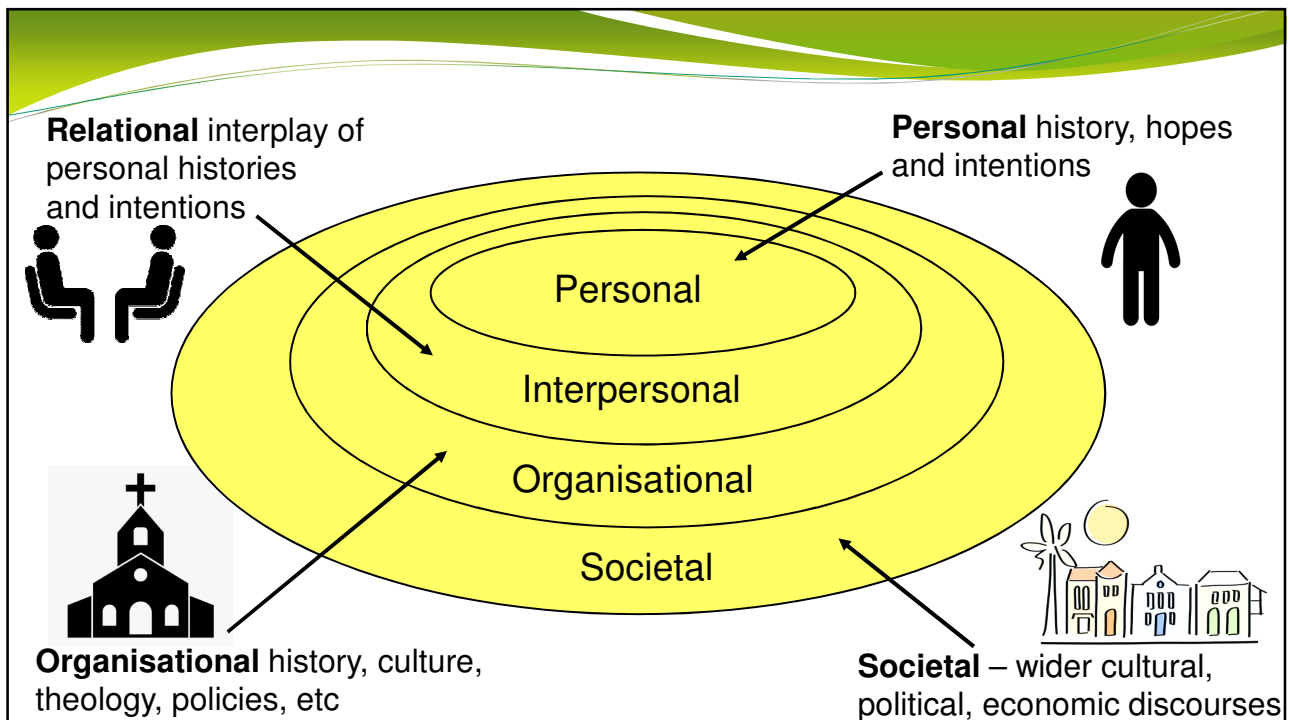 Relational interplay of
personal histories
and intentions
Personal history, hopes
and intentions
Personal
Interpersonal
Organisational
Societal
Organisational history, culture,
theology, policies, etc
Societal – wider cultural,
political, economic discourses